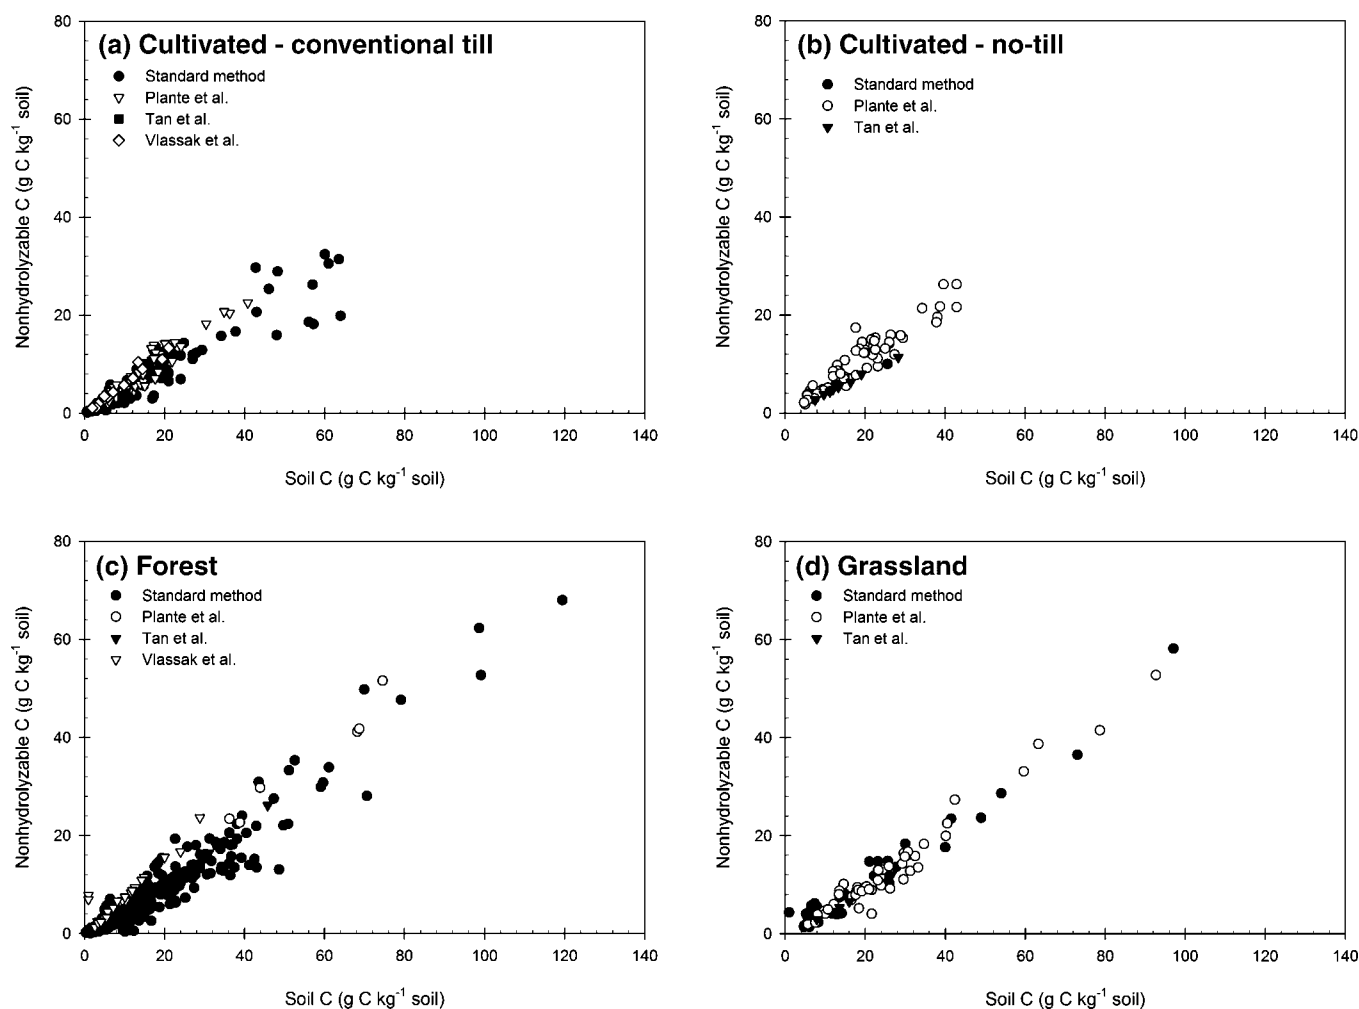 (a) Cultivated - conventional till
Standard method
Plante et al.
Tan et al.
Vlassak et al.
Nonhydrolyzable C (g C kg⁻¹ soil)
80
60
40
20
0
0 20 40 60 80 100 120 140
Soil C (g C kg⁻¹ soil)
(b) Cultivated - no-till
Standard method
Plante et al.
Tan et al.
Nonhydrolyzable C (g C kg⁻¹ soil)
80
60
40
20
0
0 20 40 60 80 100 120 140
Soil C (g C kg⁻¹ soil)
(c) Forest
Standard method
Plante et al.
Tan et al.
Vlassak et al.
Nonhydrolyzable C (g C kg⁻¹ soil)
80
60
40
20
0
0 20 40 60 80 100 120 140
Soil C (g C kg⁻¹ soil)
(d) Grassland
Standard method
Plante et al.
Tan et al.
Nonhydrolyzable C (g C kg⁻¹ soil)
80
60
40
20
0
0 20 40 60 80 100 120 140
Soil C (g C kg⁻¹ soil)